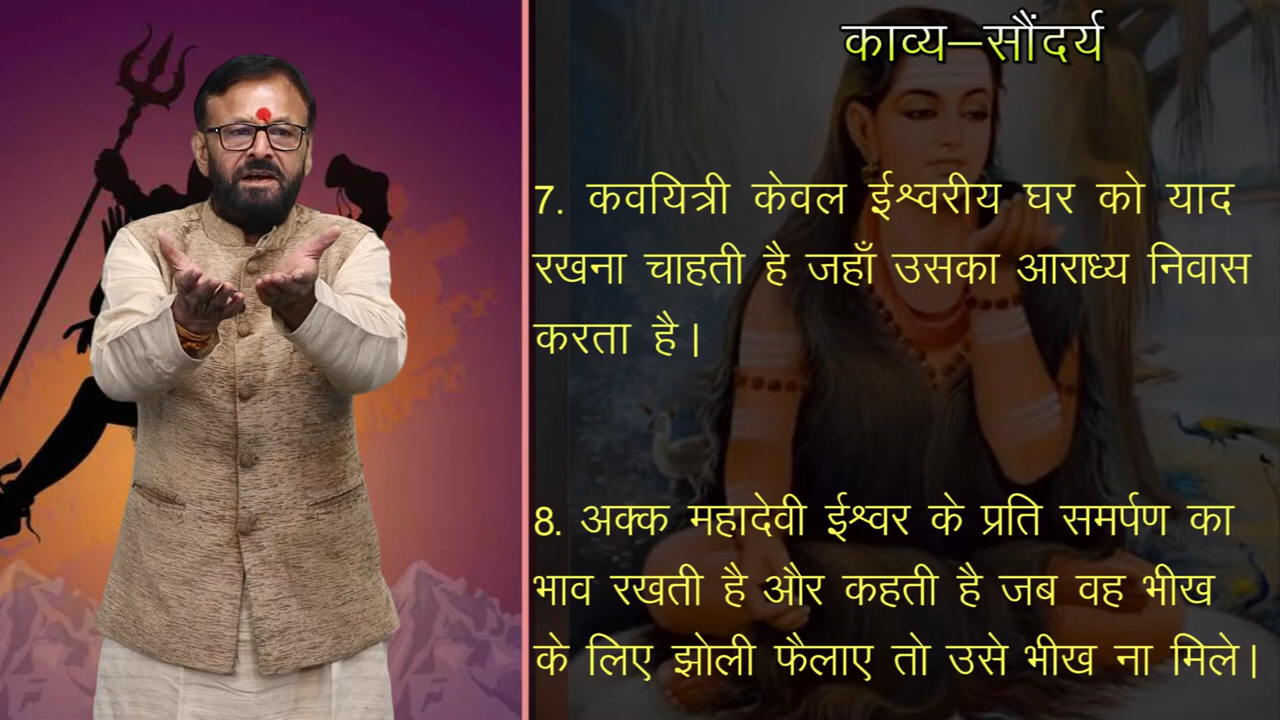 काव्य–सौंदर्य
7. कवयित्री केवल ईश्वरीय घर को याद
रखना चाहती है जहाँ उसका आराध्य निवास
करता है।
8. अक्क महादेवी ईश्वर के प्रति समर्पण का
भाव रखती है और कहती है जब वह भीख
के लिए झोली फैलाए तो उसे भीख ना मिले।